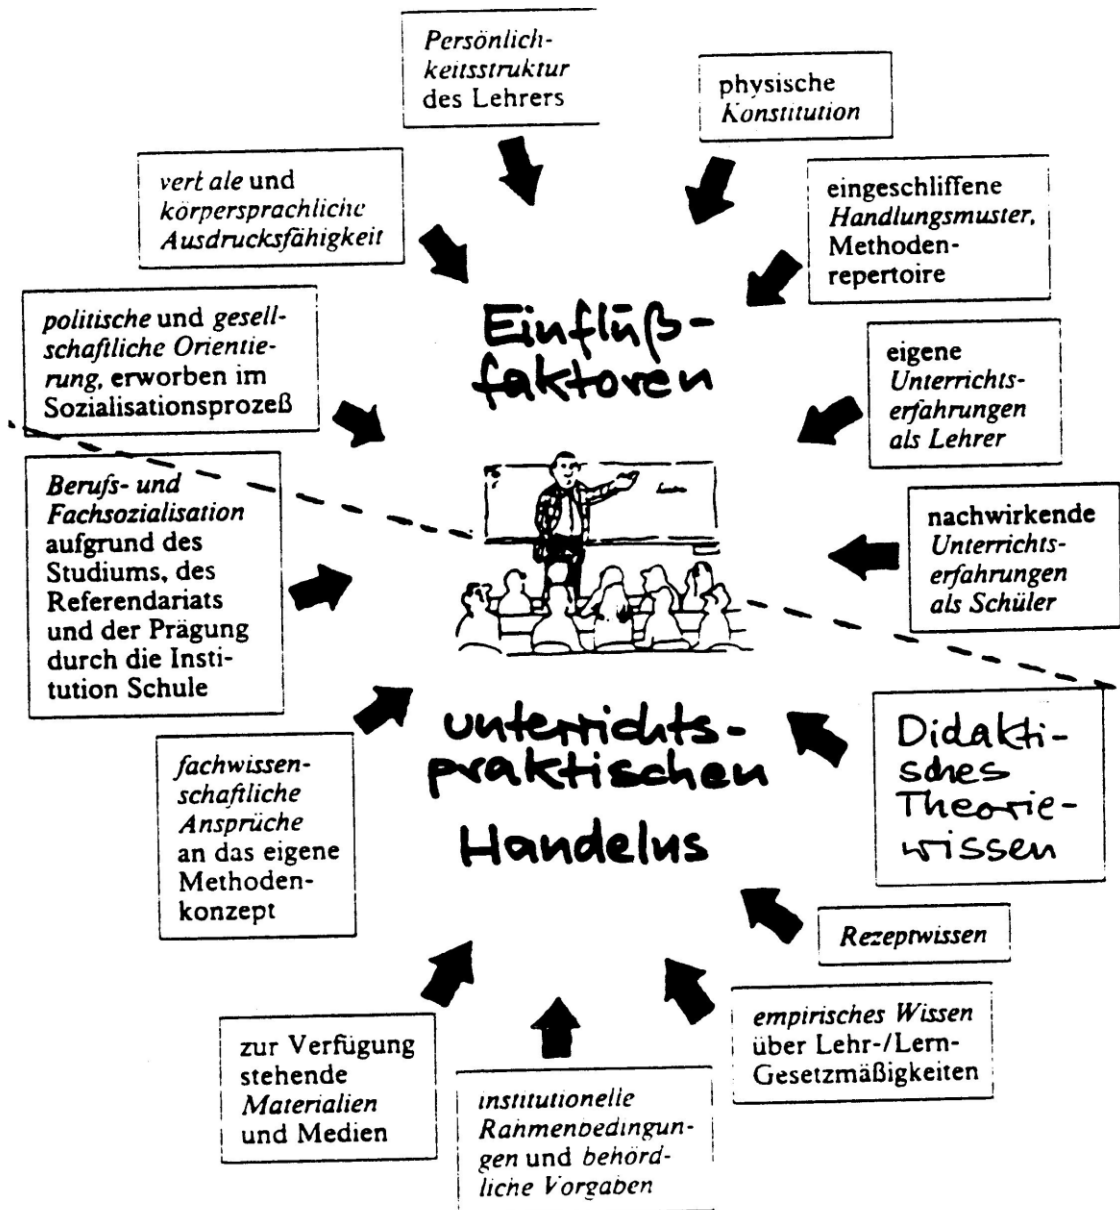 Persönlich-
keitsstruktur
des Lehrers
physische
Konstitution
vert ale und
körpersprachliche
Ausdrucksfähigkeit
eingeschliffene
Handlungsmuster,
Methoden-
repertoire
Einflüß-
faktoren
politische und gesell-
schaftliche Orientie-
rung, erworben im
Sozialisationsprozeß
eigene
Unterrichts-
erfahrungen
als Lehrer
Berufs- und
Fachsozialisation
aufgrund des
Studiums, des
Referendariats
und der Prägung
durch die Insti-
tution Schule
nachwirkende
Unterrichts-
erfahrungen
als Schüler
unterrichts-
praktischen
Handelns
Didakti-
sches
Theorie-
wissen
fachwissen-
schaftliche
Ansprüche
an das eigene
Methoden-
konzept
Rezeptwissen
zur Verfügung
stehende
Materialien
und Medien
institutionelle
Rahmenbedingun-
gen und behörd-
liche Vorgaben
empirisches Wissen
über Lehr-/Lern-
Gesetzmäßigkeiten